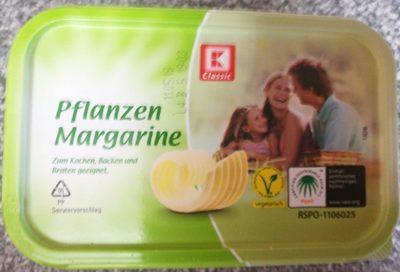 K
Classic
Pflanzen
Margarine
Zum Kochen, Backen und
Braten geeignet.
PP
Serviervorschlag
vegetarisch
RSPO-1106025